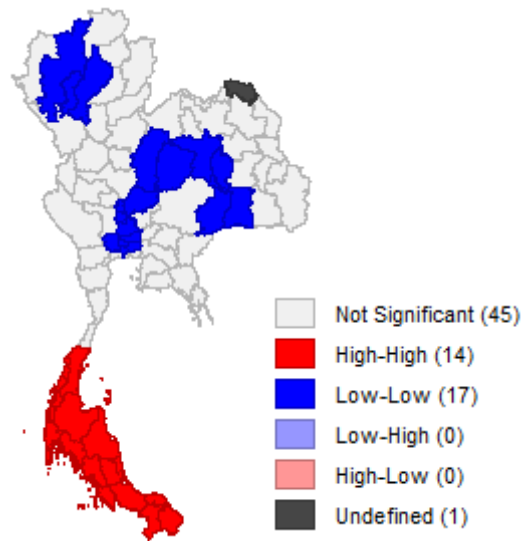 Not Significant (45)
High-High (14)
Low-Low (17)
Low-High (0)
High-Low (0)
Undefined (1)